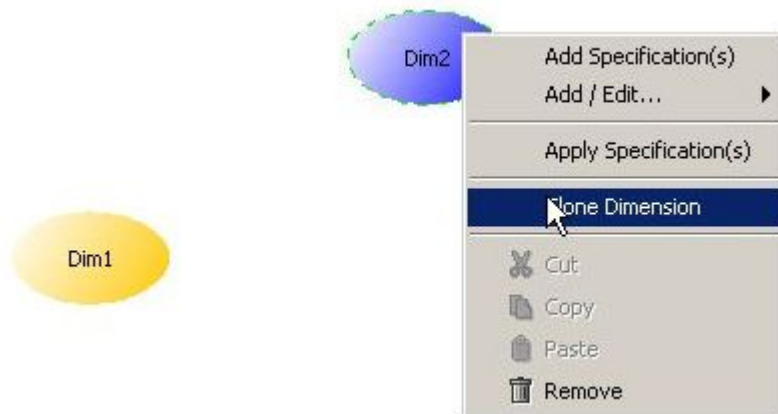 Dim2
Add Specification(s)
Add / Edit...
Apply Specification(s)
Clone Dimension
Dim1
Cut
Copy
Paste
Remove